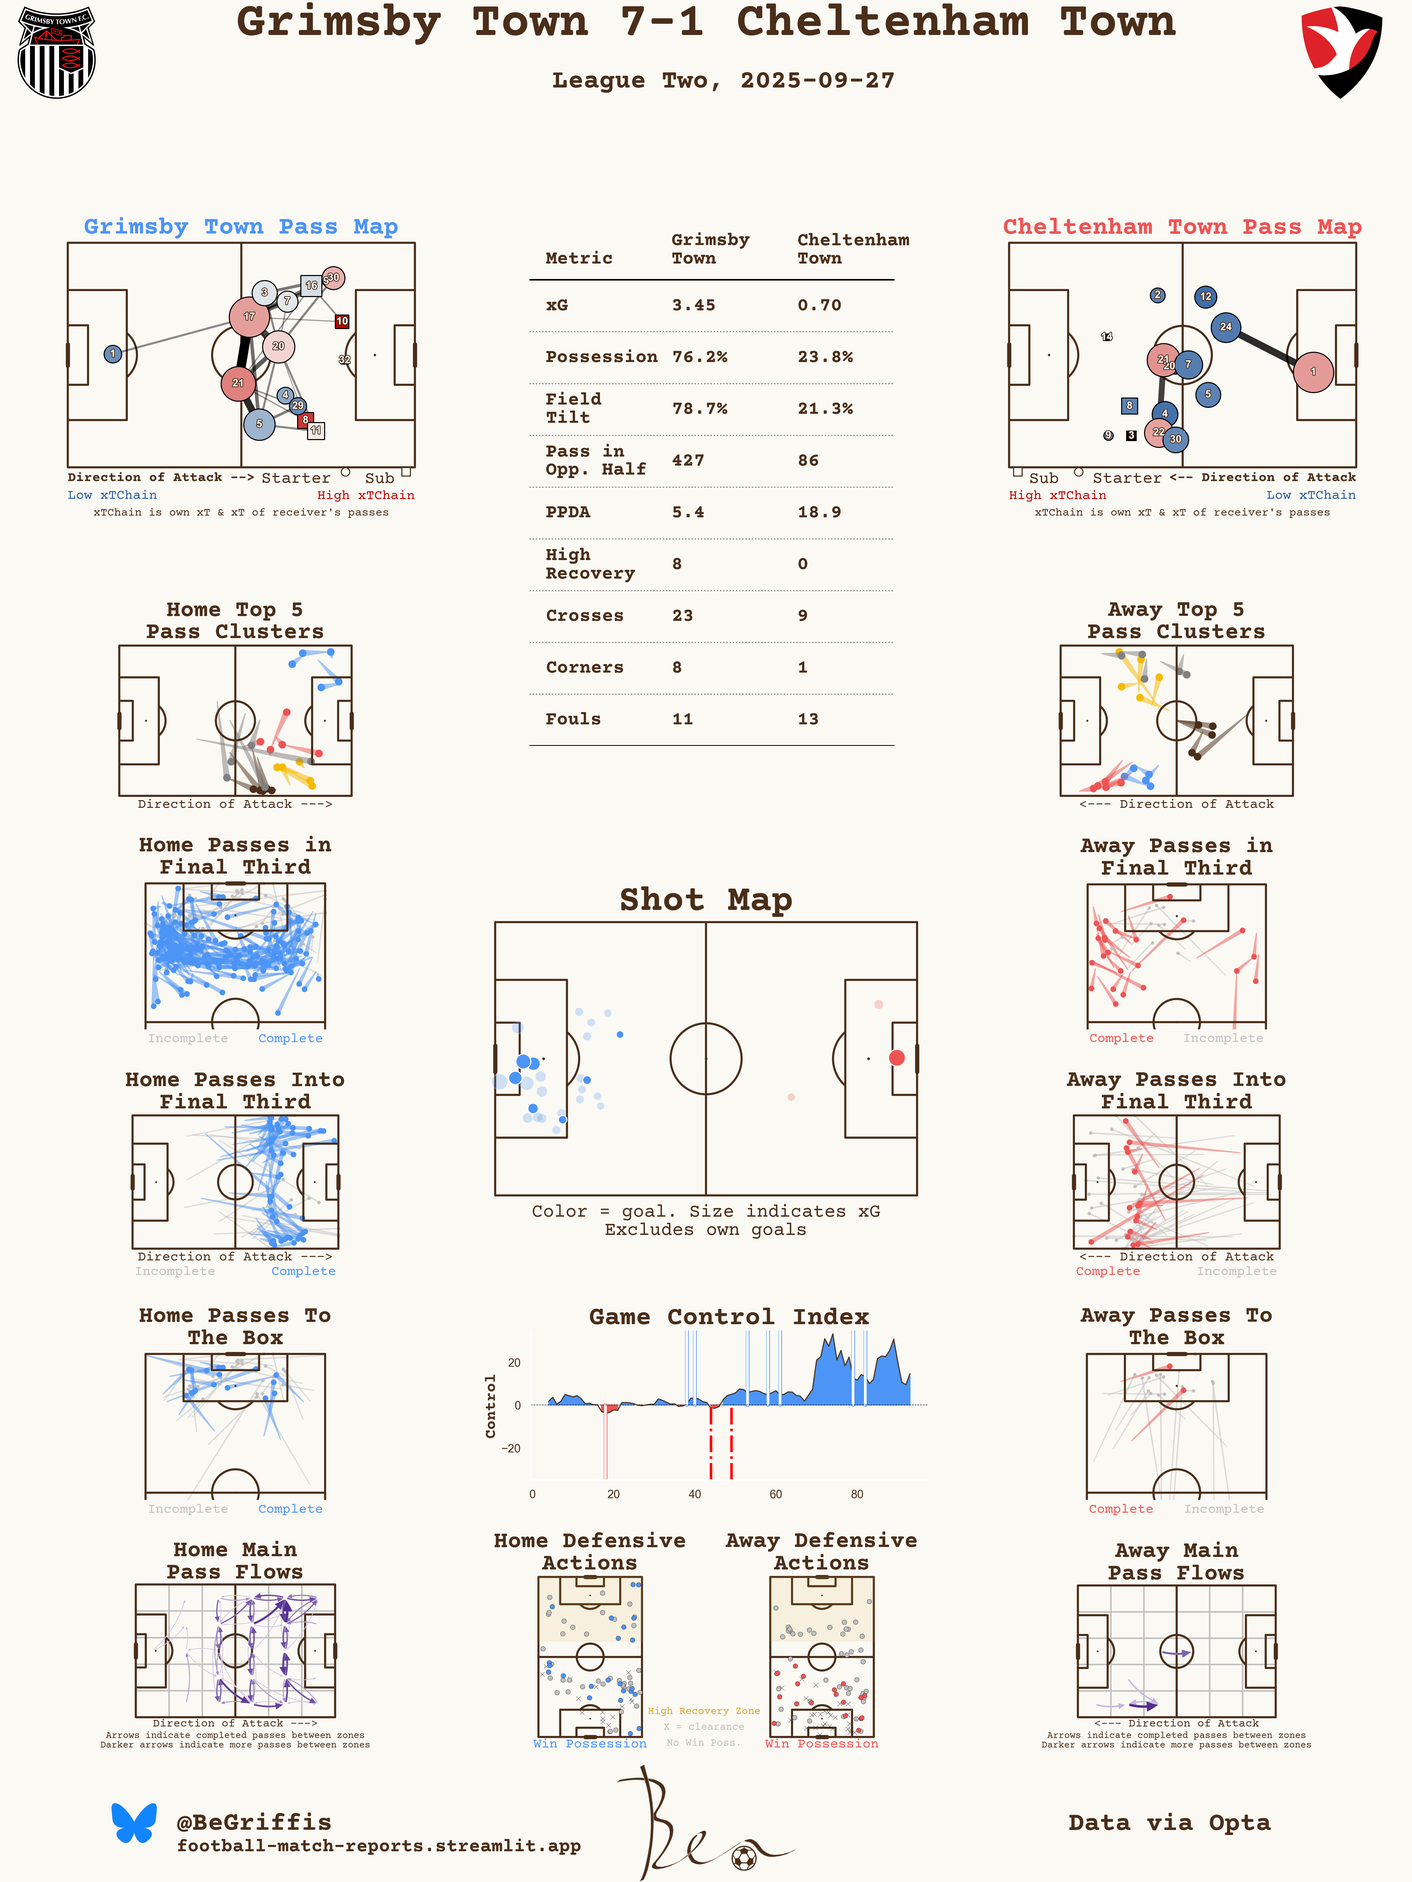 Grimsby Town 7-1 Cheltenham Town
League Two, 2025-09-27
GRIMSBY TOWN F.C.
Grimsby Town Pass Map
1
3
7
16
30
17
10
20
32
21
4
29
5
8
11
Direction of Attack --> Starter Sub
Low xTChain High xTChain
xTChain is own xT & xT of receiver's passes
Metric Grimsby Town Cheltenham Town
xG 3.45 0.70
Possession 76.2% 23.8%
Field Tilt 78.7% 21.3%
Pass in Opp. Half 427 86
PPDA 5.4 18.9
High Recovery 8 0
Crosses 23 9
Corners 8 1
Fouls 11 13
Cheltenham Town Pass Map
2
12
24
14
21
20
7
1
5
8
4
9
3
22
30
Sub Starter <-- Direction of Attack
High xTChain Low xTChain
xTChain is own xT & xT of receiver's passes
Home Top 5
Pass Clusters
Direction of Attack --->
Away Top 5
Pass Clusters
<--- Direction of Attack
Home Passes in
Final Third
Incomplete Complete
Away Passes in
Final Third
Complete Incomplete
Shot Map
Color = goal. Size indicates xG
Excludes own goals
Home Passes Into
Final Third
Direction of Attack --->
Incomplete Complete
Away Passes Into
Final Third
<--- Direction of Attack
Complete Incomplete
Home Passes To
The Box
Incomplete Complete
Game Control Index
Control
20
0
−20
0 20 40 60 80
Away Passes To
The Box
Complete Incomplete
Home Main
Pass Flows
Direction of Attack --->
Arrows indicate completed passes between zones
Darker arrows indicate more passes between zones
Home Defensive
Actions
Win Possession
High Recovery Zone
X = clearance
No Win Poss.
Away Defensive
Actions
Win Possession
Away Main
Pass Flows
<--- Direction of Attack
Arrows indicate completed passes between zones
Darker arrows indicate more passes between zones
@BeGriffis
football-match-reports.streamlit.app
Ben
Data via Opta